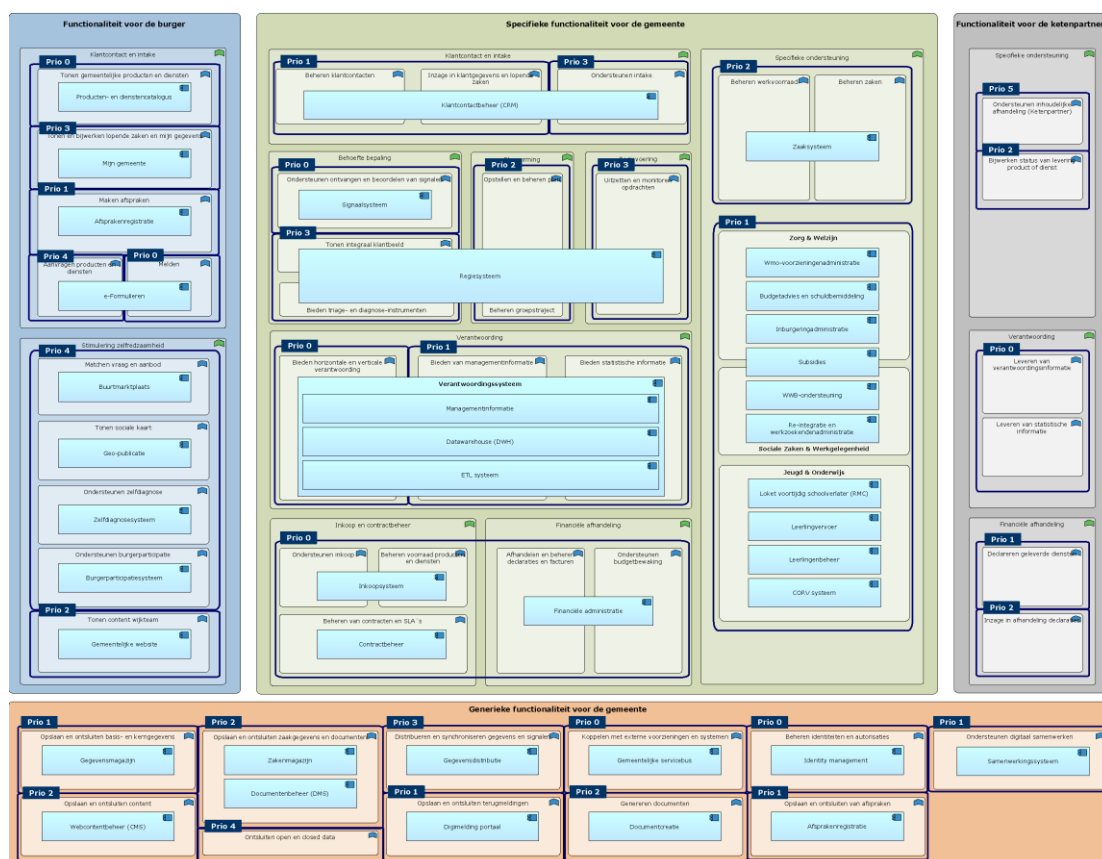 Functionaliteit voor de burger
Klantcontact en intake
Prio 0
Tonen gemeentelijke producten en diensten
Producten- en dienstencatalogus
Prio 3
Tonen en bijwerken lopende zaken en mijn gegevens
Mijn gemeente
Prio 1
Maken afspraken
Afsprakenregistratie
Prio 4
Aanvragen producten en
diensten
Prio 0
Melden
e-Formulieren
Stimulering zelfredzaamheid
Prio 4
Matchen vraag en aanbod
Buurtmarktplaats
Tonen sociale kaart
Geo-publicatie
Ondersteunen zelfdiagnose
Zelfdiagnosesysteem
Ondersteunen burgerparticipatie
Burgerparticipatiesysteem
Prio 2
Tonen content wijkteam
Gemeentelijke website
Specifieke functionaliteit voor de gemeente
Klantcontact en intake
Prio 1
Beheren klantcontacten
Inzage in klantgegevens en lopende
zaken
Prio 3
Ondersteunen intake
Klantcontactbeheer (CRM)
Behoefte bepaling
Prio 0
Ondersteunen ontvangen en beoordelen van signalen
Signaalsysteem
Prio 3
Tonen integraal klantbeeld
Prio 2
Opstellen en beheren plan
Prio 3
Uitzetten en monitoren
opdrachten
Regiesysteem
Bieden triage- en diagnose-instrumenten
Beheren groepstraject
Verantwoording
Prio 0
Bieden horizontale en verticale
verantwoording
Prio 1
Bieden van managementinformatie
Bieden statistische informatie
Verantwoordingssysteem
Managementinformatie
Datawarehouse (DWH)
ETL systeem
Inkoop en contractbeheer
Prio 0
Ondersteunen inkoop
Beheren voorraad producten
en diensten
Inkoopsysteem
Beheren van contracten en SLA`s
Contractbeheer
Financiële afhandeling
Afhandelen en beheren
declaraties en facturen
Ondersteunen
budgetbewaking
Financiële administratie
Specifieke ondersteuning
Prio 2
Beheren werkvoorraad
Beheren zaken
Zaaksysteem
Prio 1
Zorg & Welzijn
Wmo-voorzieningenadministratie
Budgetadvies en schuldbemiddeling
Inburgeringadministratie
Subsidies
WWB-ondersteuning
Re-integratie en
werkzoekendenadministratie
Sociale Zaken & Werkgelegenheid
Jeugd & Onderwijs
Loket voortijdig schoolverlater (RMC)
Leerlingvervoer
Leerlingenbeheer
CORV systeem
Functionaliteit voor de ketenpartner
Specifieke ondersteuning
Prio 5
Ondersteunen inhoudelijke
afhandeling (Ketenpartner)
Prio 2
Bijwerken status van levering
product of dienst
Verantwoording
Prio 0
Leveren van
verantwoordingsinformatie
Leveren van statistische
informatie
Financiële afhandeling
Prio 1
Declareren geleverde diensten
Prio 2
Inzage in afhandeling declaraties
Generieke functionaliteit voor de gemeente
Prio 1
Opslaan en ontsluiten basis- en kerngegevens
Gegevensmagazijn
Prio 2
Opslaan en ontsluiten content
Webcontentbeheer (CMS)
Prio 2
Opslaan en ontsluiten zaakgegevens en documenten
Zakenmagazijn
Documentenbeheer (DMS)
Prio 4
Ontsluiten open en closed data
Prio 3
Distribueren en synchroniseren gegevens en signalen
Gegevensdistributie
Prio 1
Opslaan en ontsluiten terugmeldingen
Digimelding portaal
Prio 0
Koppelen met externe voorzieningen en systemen
Gemeentelijke servicebus
Prio 2
Genereren documenten
Documentcreatie
Prio 0
Beheren identiteiten en autorisaties
Identity management
Prio 1
Opslaan en ontsluiten van afspraken
Afsprakenregistratie
Prio 1
Ondersteunen digitaal samenwerken
Samenwerkingssysteem